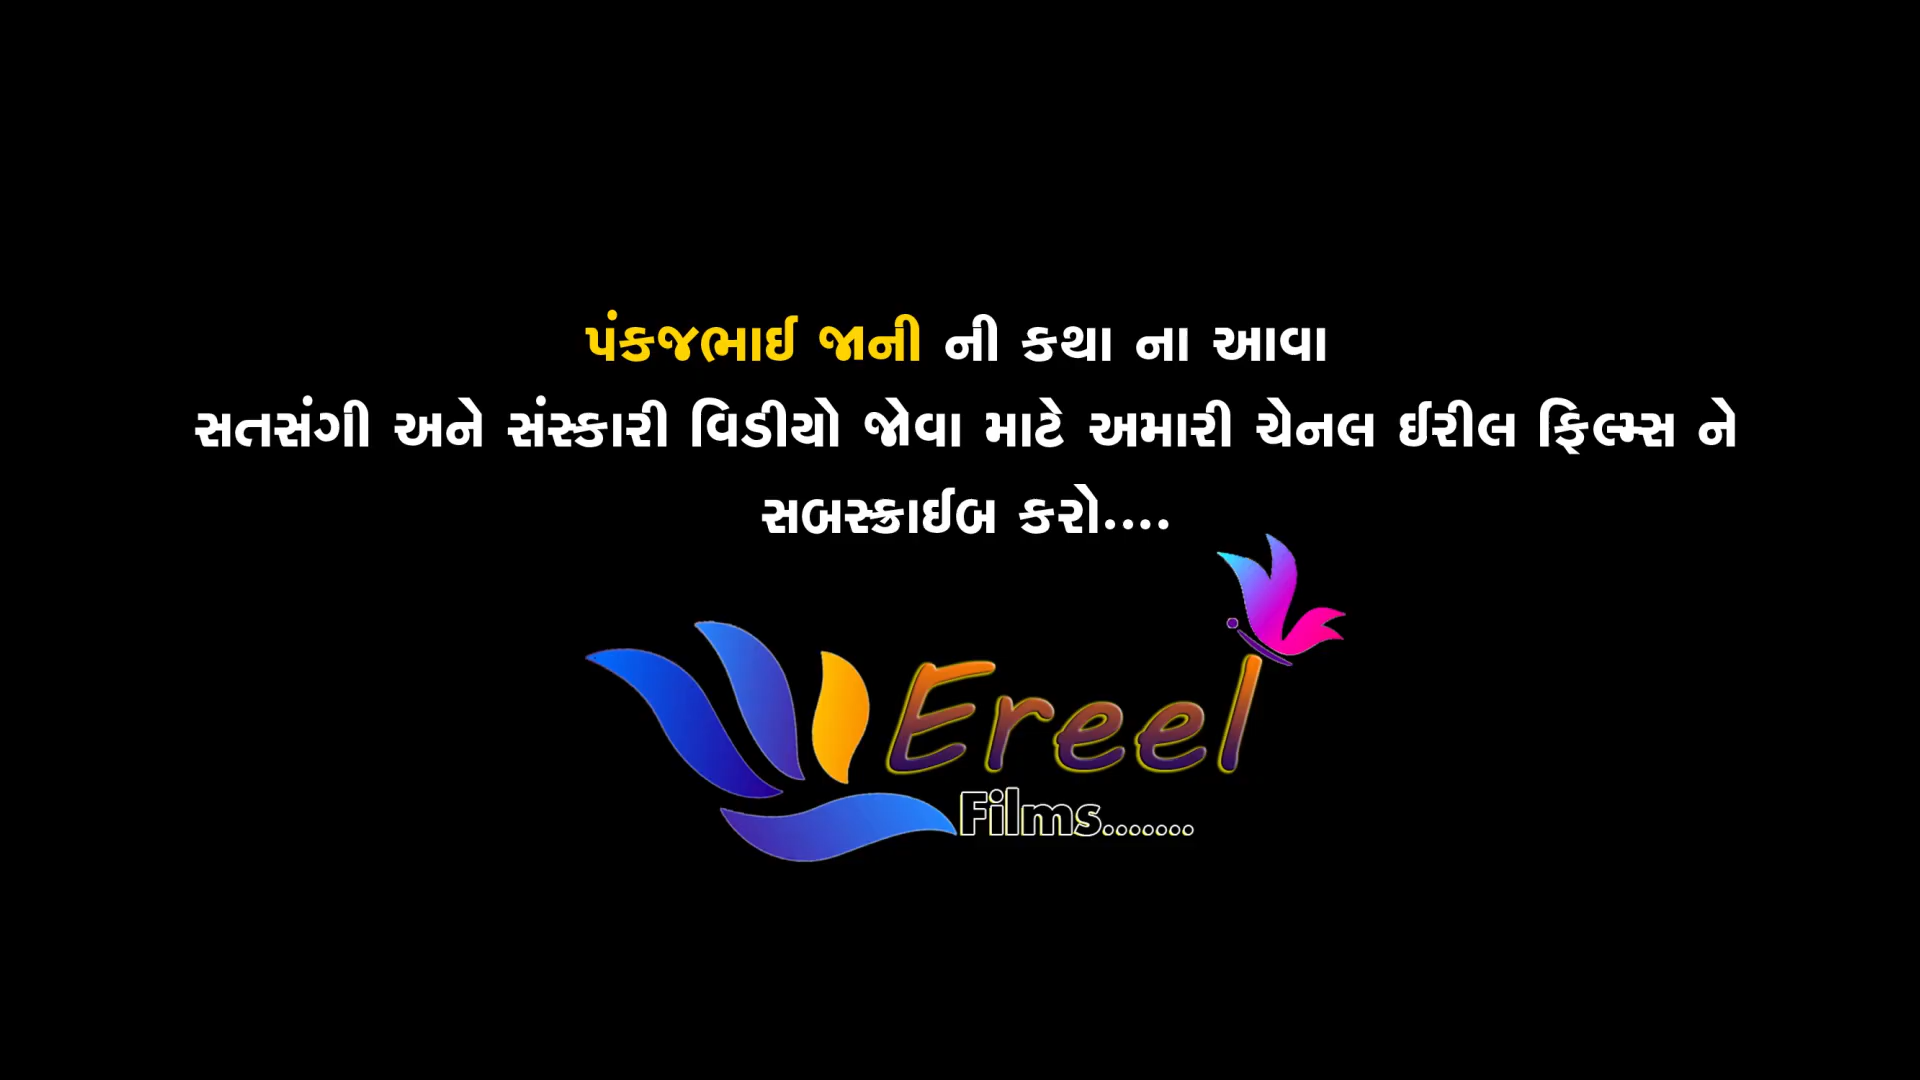 પંકજભાઈ જાની ની કથા ના આવા
સતસંગી અને સંસ્કારી વિડીયો જોવા માટે અમારી ચેનલ ઈરીલ ફિલ્મ્સ ને
સબસ્ક્રાઈબ કરો....
Ereel
Films.......